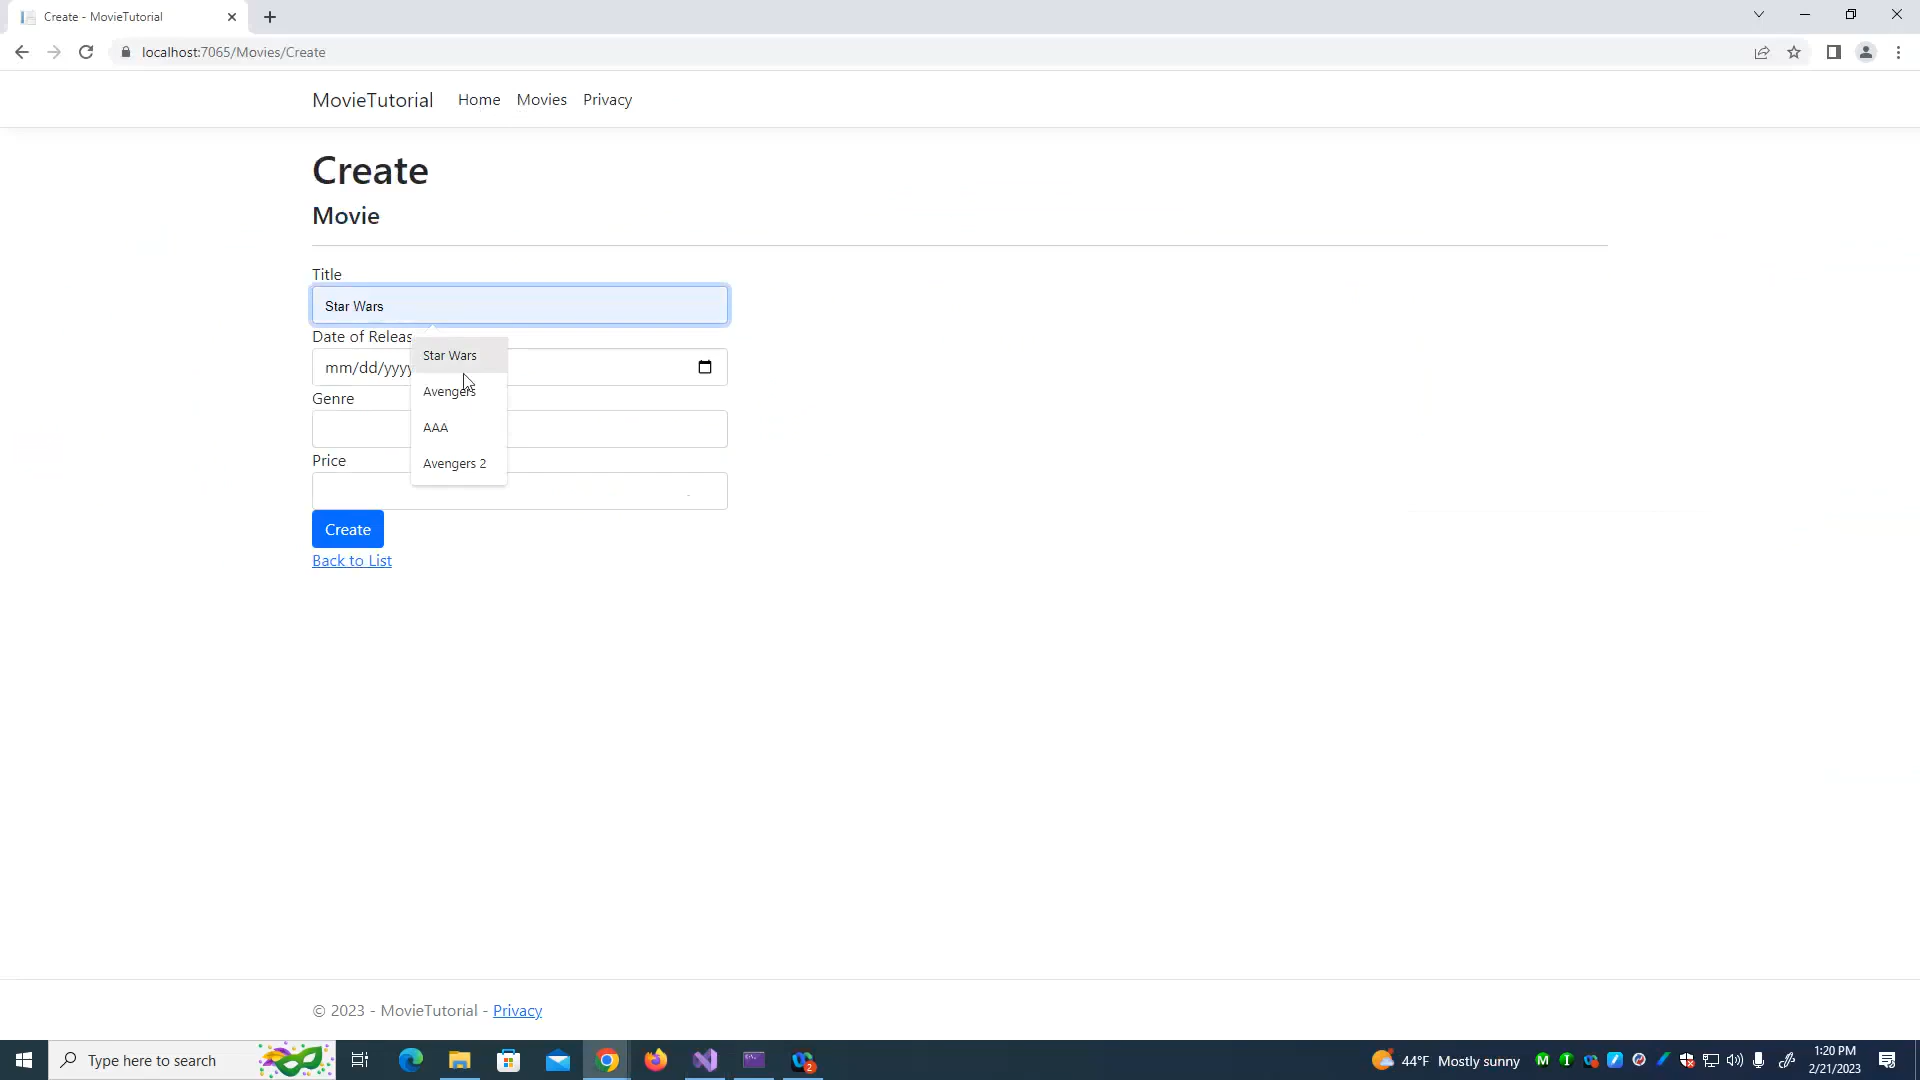 Create - MovieTutorial
localhost:7065/Movies/Create
MovieTutorial Home Movies Privacy
Create
Movie
Title
Star Wars
Date of Releas
Star Wars
mm/dd/yyyy
Avengers
Genre
AAA
Price
Avengers 2
Create
Back to List
© 2023 - MovieTutorial - Privacy
Type here to search
2
44°F Mostly sunny
1:20 PM
2/21/2023